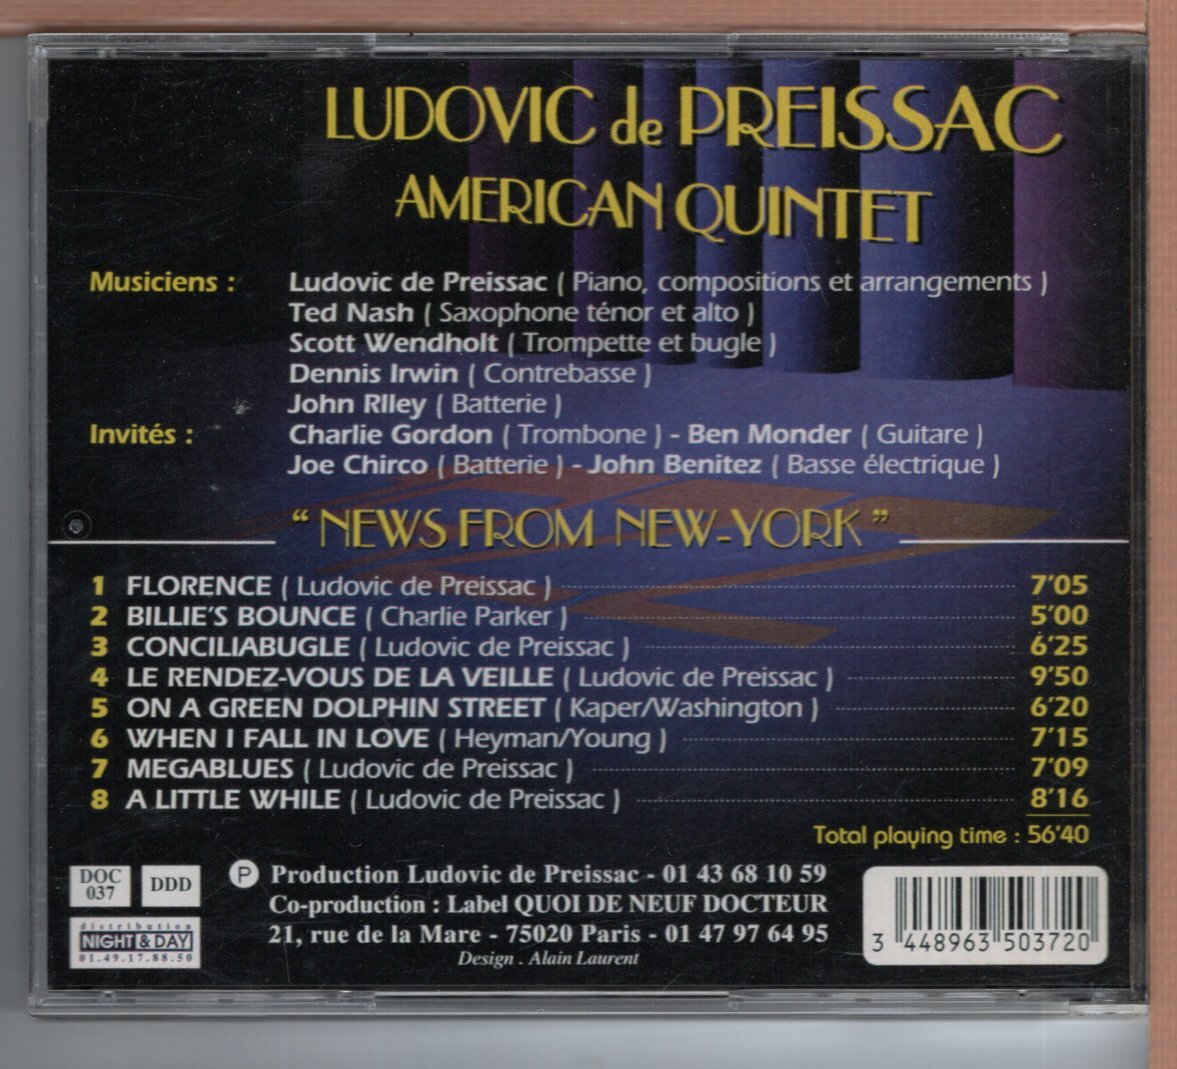 LUDOVIC de PREISSAC
AMERICAN QUINTET
Musiciens : Ludovic de Preissac ( Piano, compositions et arrangements )
Ted Nash ( Saxophone ténor et alto )
Scott Wendholt ( Trompette et bugle )
Dennis Irwin ( Contrebasse )
John RIley ( Batterie )
Invités : Charlie Gordon ( Trombone ) - Ben Monder ( Guitare )
Joe Chirco ( Batterie ) - John Benitez ( Basse électrique )
“ NEWS FROM NEW-YORK ”
1 FLORENCE ( Ludovic de Preissac ) 7’05
2 BILLIE’S BOUNCE ( Charlie Parker ) 5’00
3 CONCILIABUGLE ( Ludovic de Preissac ) 6’25
4 LE RENDEZ-VOUS DE LA VEILLE ( Ludovic de Preissac ) 9’50
5 ON A GREEN DOLPHIN STREET ( Kaper/Washington ) 6’20
6 WHEN I FALL IN LOVE ( Heyman/Young ) 7’15
7 MEGABLUES ( Ludovic de Preissac ) 7’09
8 A LITTLE WHILE ( Ludovic de Preissac ) 8’16
Total playing time : 56’40
DOC
037
DDD
distribution
NIGHT & DAY
01.49.17.88.50
P Production Ludovic de Preissac - 01 43 68 10 59
Co-production : Label QUOI DE NEUF DOCTEUR
21, rue de la Mare - 75020 Paris - 01 47 97 64 95
Design . Alain Laurent
3 448963 503720